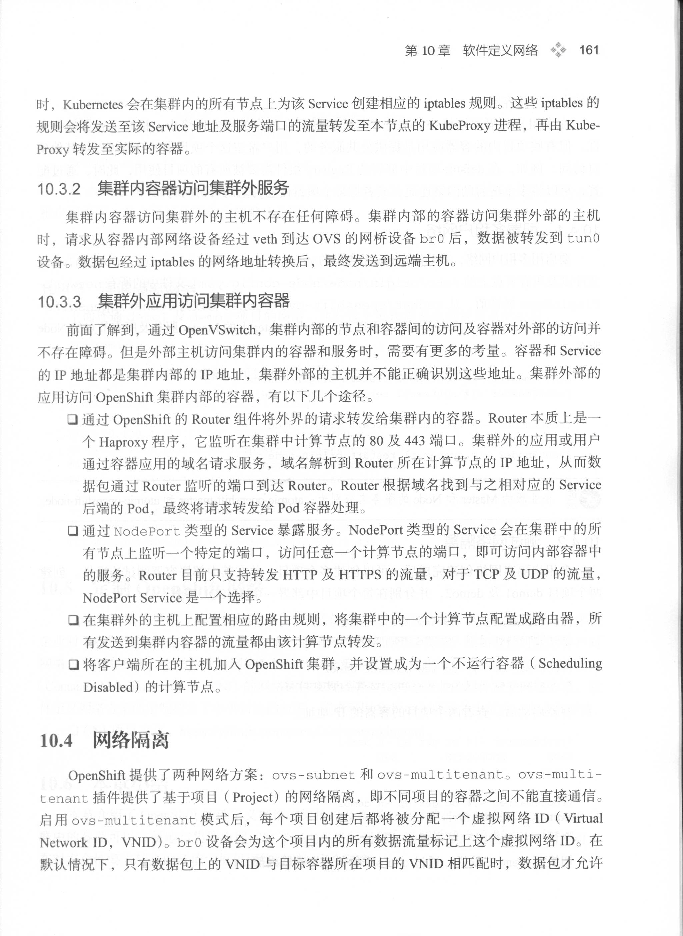 第 10 章 软件定义网络 161
时，Kubernetes 会在集群内的所有节点上为该 Service 创建相应的 iptables 规则。这些 iptables 的
规则会将发送至该 Service 地址及服务端口的流量转发至本节点的 KubeProxy 进程，再由 Kube-
Proxy 转发至实际的容器。
10.3.2 集群内容器访问集群外服务
集群内容器访问集群外的主机不存在任何障碍。集群内部的容器访问集群外部的主机
时，请求从容器内部网络设备经过 veth 到达 OVS 的网桥设备 br0 后，数据被转发到 tun0
设备。数据包经过 iptables 的网络地址转换后，最终发送到远端主机。
10.3.3 集群外应用访问集群内容器
前面了解到，通过 OpenVSwitch，集群内部的节点和容器间的访问及容器对外部的访问并
不存在障碍。但是外部主机访问集群内的容器和服务时，需要有更多的考量。容器和 Service
的 IP 地址都是集群内部的 IP 地址，集群外部的主机并不能正确识别这些地址。集群外部的
应用访问 OpenShift 集群内部的容器，有以下几个途径。
❑ 通过 OpenShift 的 Router 组件将外界的请求转发给集群内的容器。Router 本质上是一
个 Haproxy 程序，它监听在集群中计算节点的 80 及 443 端口。集群外的应用或用户
通过容器应用的域名请求服务，域名解析到 Router 所在计算节点的 IP 地址，从而数
据包通过 Router 监听的端口到达 Router。Router 根据域名找到与之相对应的 Service
后端的 Pod，最终将请求转发给 Pod 容器处理。
❑ 通过 NodePort 类型的 Service 暴露服务。NodePort 类型的 Service 会在集群中的所
有节点上监听一个特定的端口，访问任意一个计算节点的端口，即可访问内部容器中
的服务。Router 目前只支持转发 HTTP 及 HTTPS 的流量，对于 TCP 及 UDP 的流量，
NodePort Service 是一个选择。
❑ 在集群外的主机上配置相应的路由规则，将集群中的一个计算节点配置成路由器，所
有发送到集群内容器的流量都由该计算节点转发。
❑ 将客户端所在的主机加入 OpenShift 集群，并设置成为一个不运行容器（Scheduling
Disabled）的计算节点。
10.4 网络隔离
OpenShift 提供了两种网络方案：ovs-subnet 和 ovs-multitenant。ovs-multi-
tenant 插件提供了基于项目（Project）的网络隔离，即不同项目的容器之间不能直接通信。
启用 ovs-multitenant 模式后，每个项目创建后都将被分配一个虚拟网络 ID（Virtual
Network ID，VNID）。br0 设备会为这个项目内的所有数据流量标记上这个虚拟网络 ID。在
默认情况下，只有数据包上的 VNID 与目标容器所在项目的 VNID 相匹配时，数据包才允许